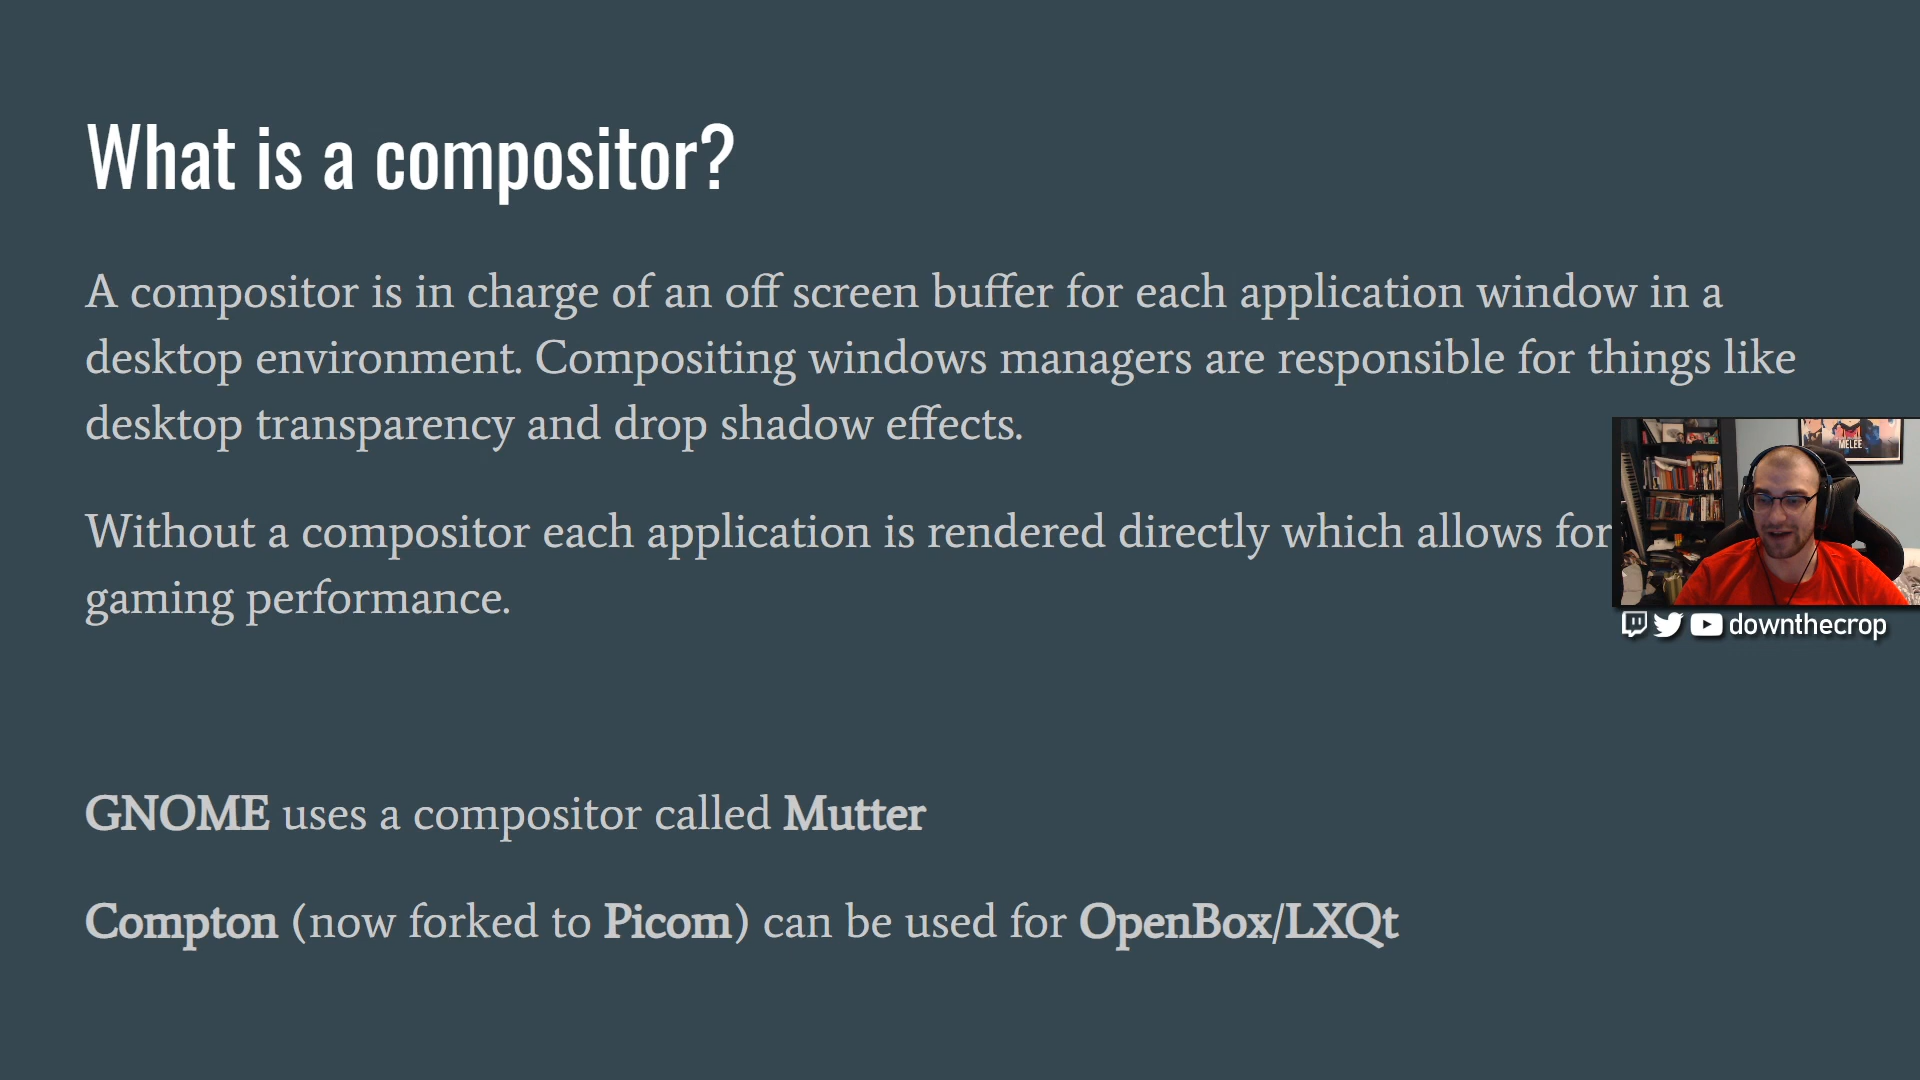 What is a compositor?
A compositor is in charge of an off screen buffer for each application window in a
desktop environment. Compositing windows managers are responsible for things like
desktop transparency and drop shadow effects.
Without a compositor each application is rendered directly which allows for
gaming performance.
MELEE
downthecrop
GNOME uses a compositor called Mutter
Compton (now forked to Picom) can be used for OpenBox/LXQt